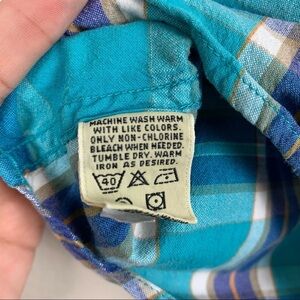 MACHINE WASH WARM
WITH LIKE COLORS.
ONLY NON-CHLORINE
BLEACH WHEN NEEDED.
TUMBLE DRY. WARM
IRON AS DESIRED.
40